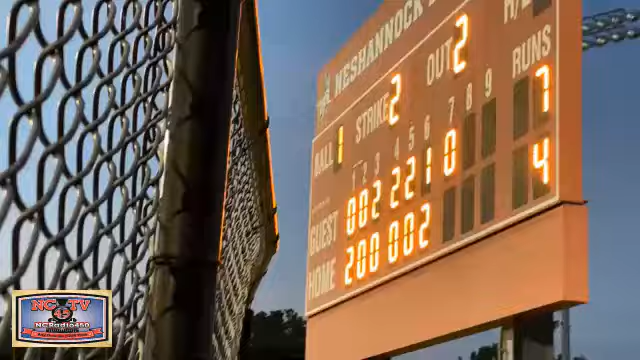 NESHANNOCK
BALL 1 STRIKE 2 OUT 2
1 2 3 4 5 6 7 8 9 RUNS
GUEST 0 0 2 2 2 1 0 7
HOME 2 0 0 0 0 2 4
NC TV
45
NCRadio450